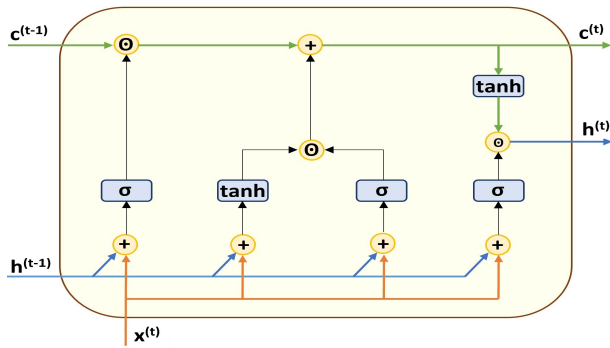 c(t-1) ʘ + c(t)
tanh
ʘ ʘ h(t)
σ tanh σ σ
+ + + +
h(t-1)
x(t)